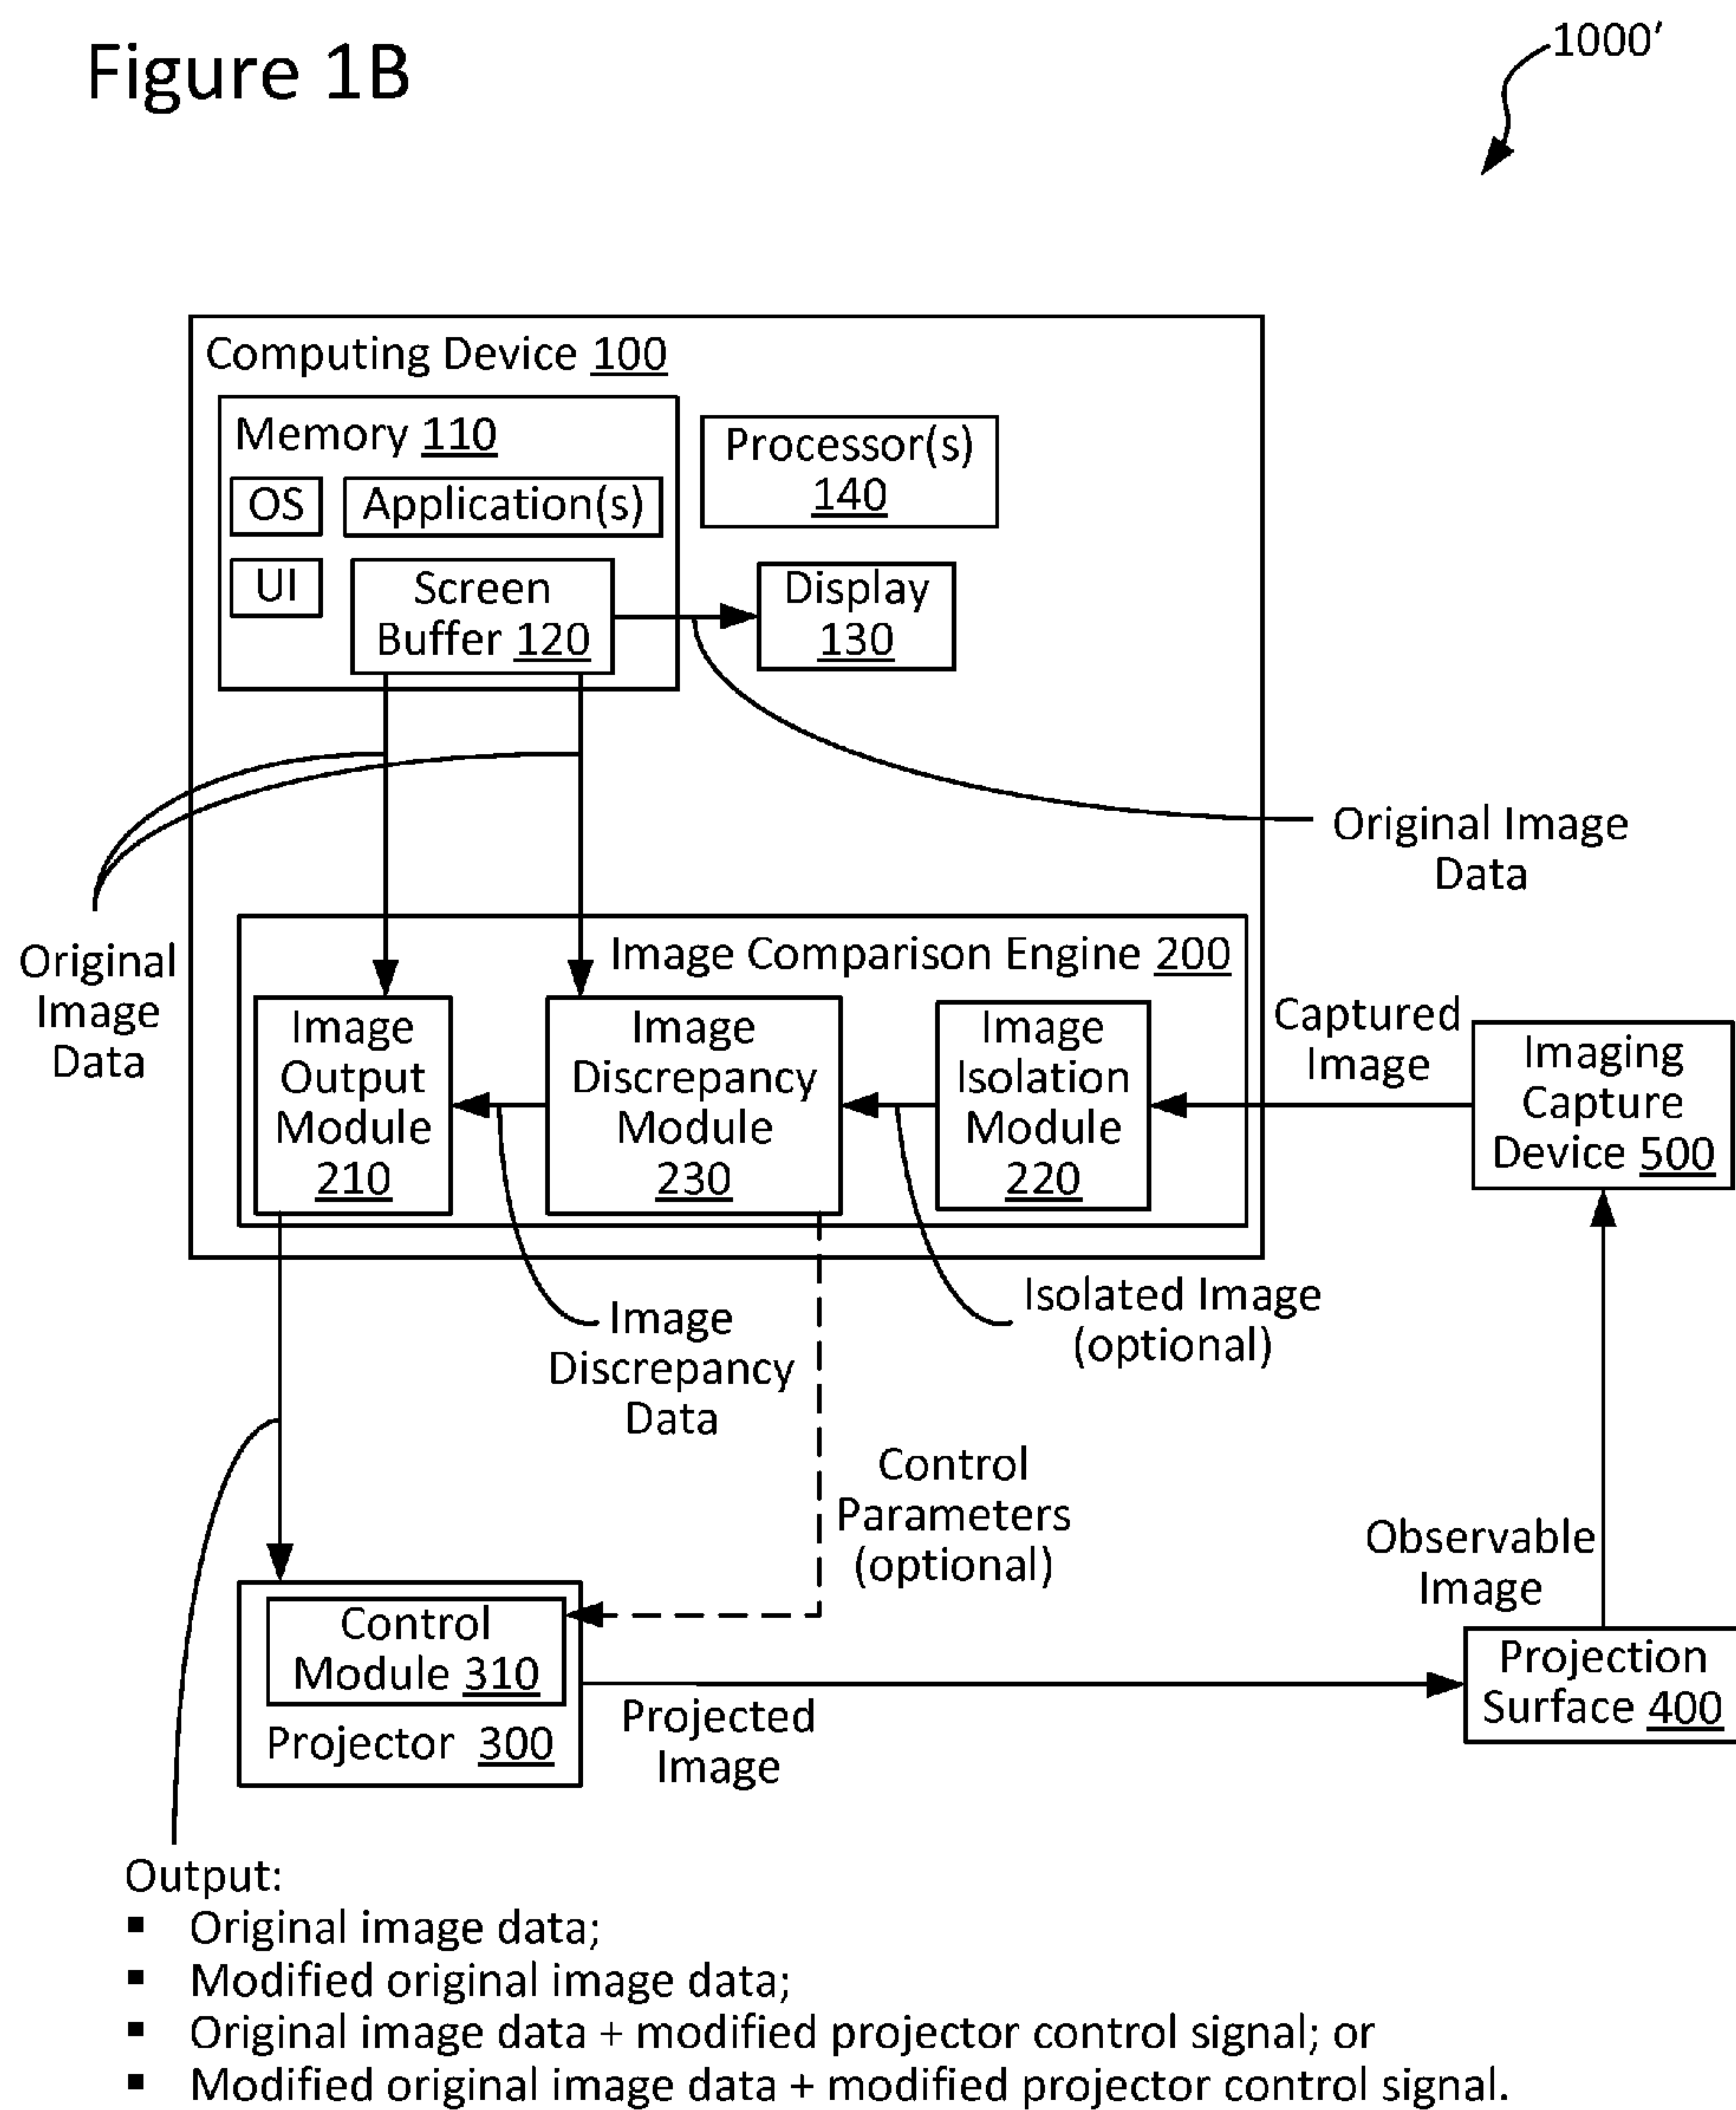 Figure 1B
1000'
Computing Device 100
Memory 110
OS
Application(s)
UI
Screen
Buffer 120
Processor(s)
140
Display
130
Original Image
Data
Original
Image
Data
Image Comparison Engine 200
Image
Output
Module
210
Image
Discrepancy
Module
230
Image
Isolation
Module
220
Captured
Image
Imaging
Capture
Device 500
Image
Discrepancy
Data
Isolated Image
(optional)
Control
Parameters
(optional)
Observable
Image
Control
Module 310
Projector 300
Projected
Image
Projection
Surface 400
Output:
▪ Original image data;
▪ Modified original image data;
▪ Original image data + modified projector control signal; or
▪ Modified original image data + modified projector control signal.